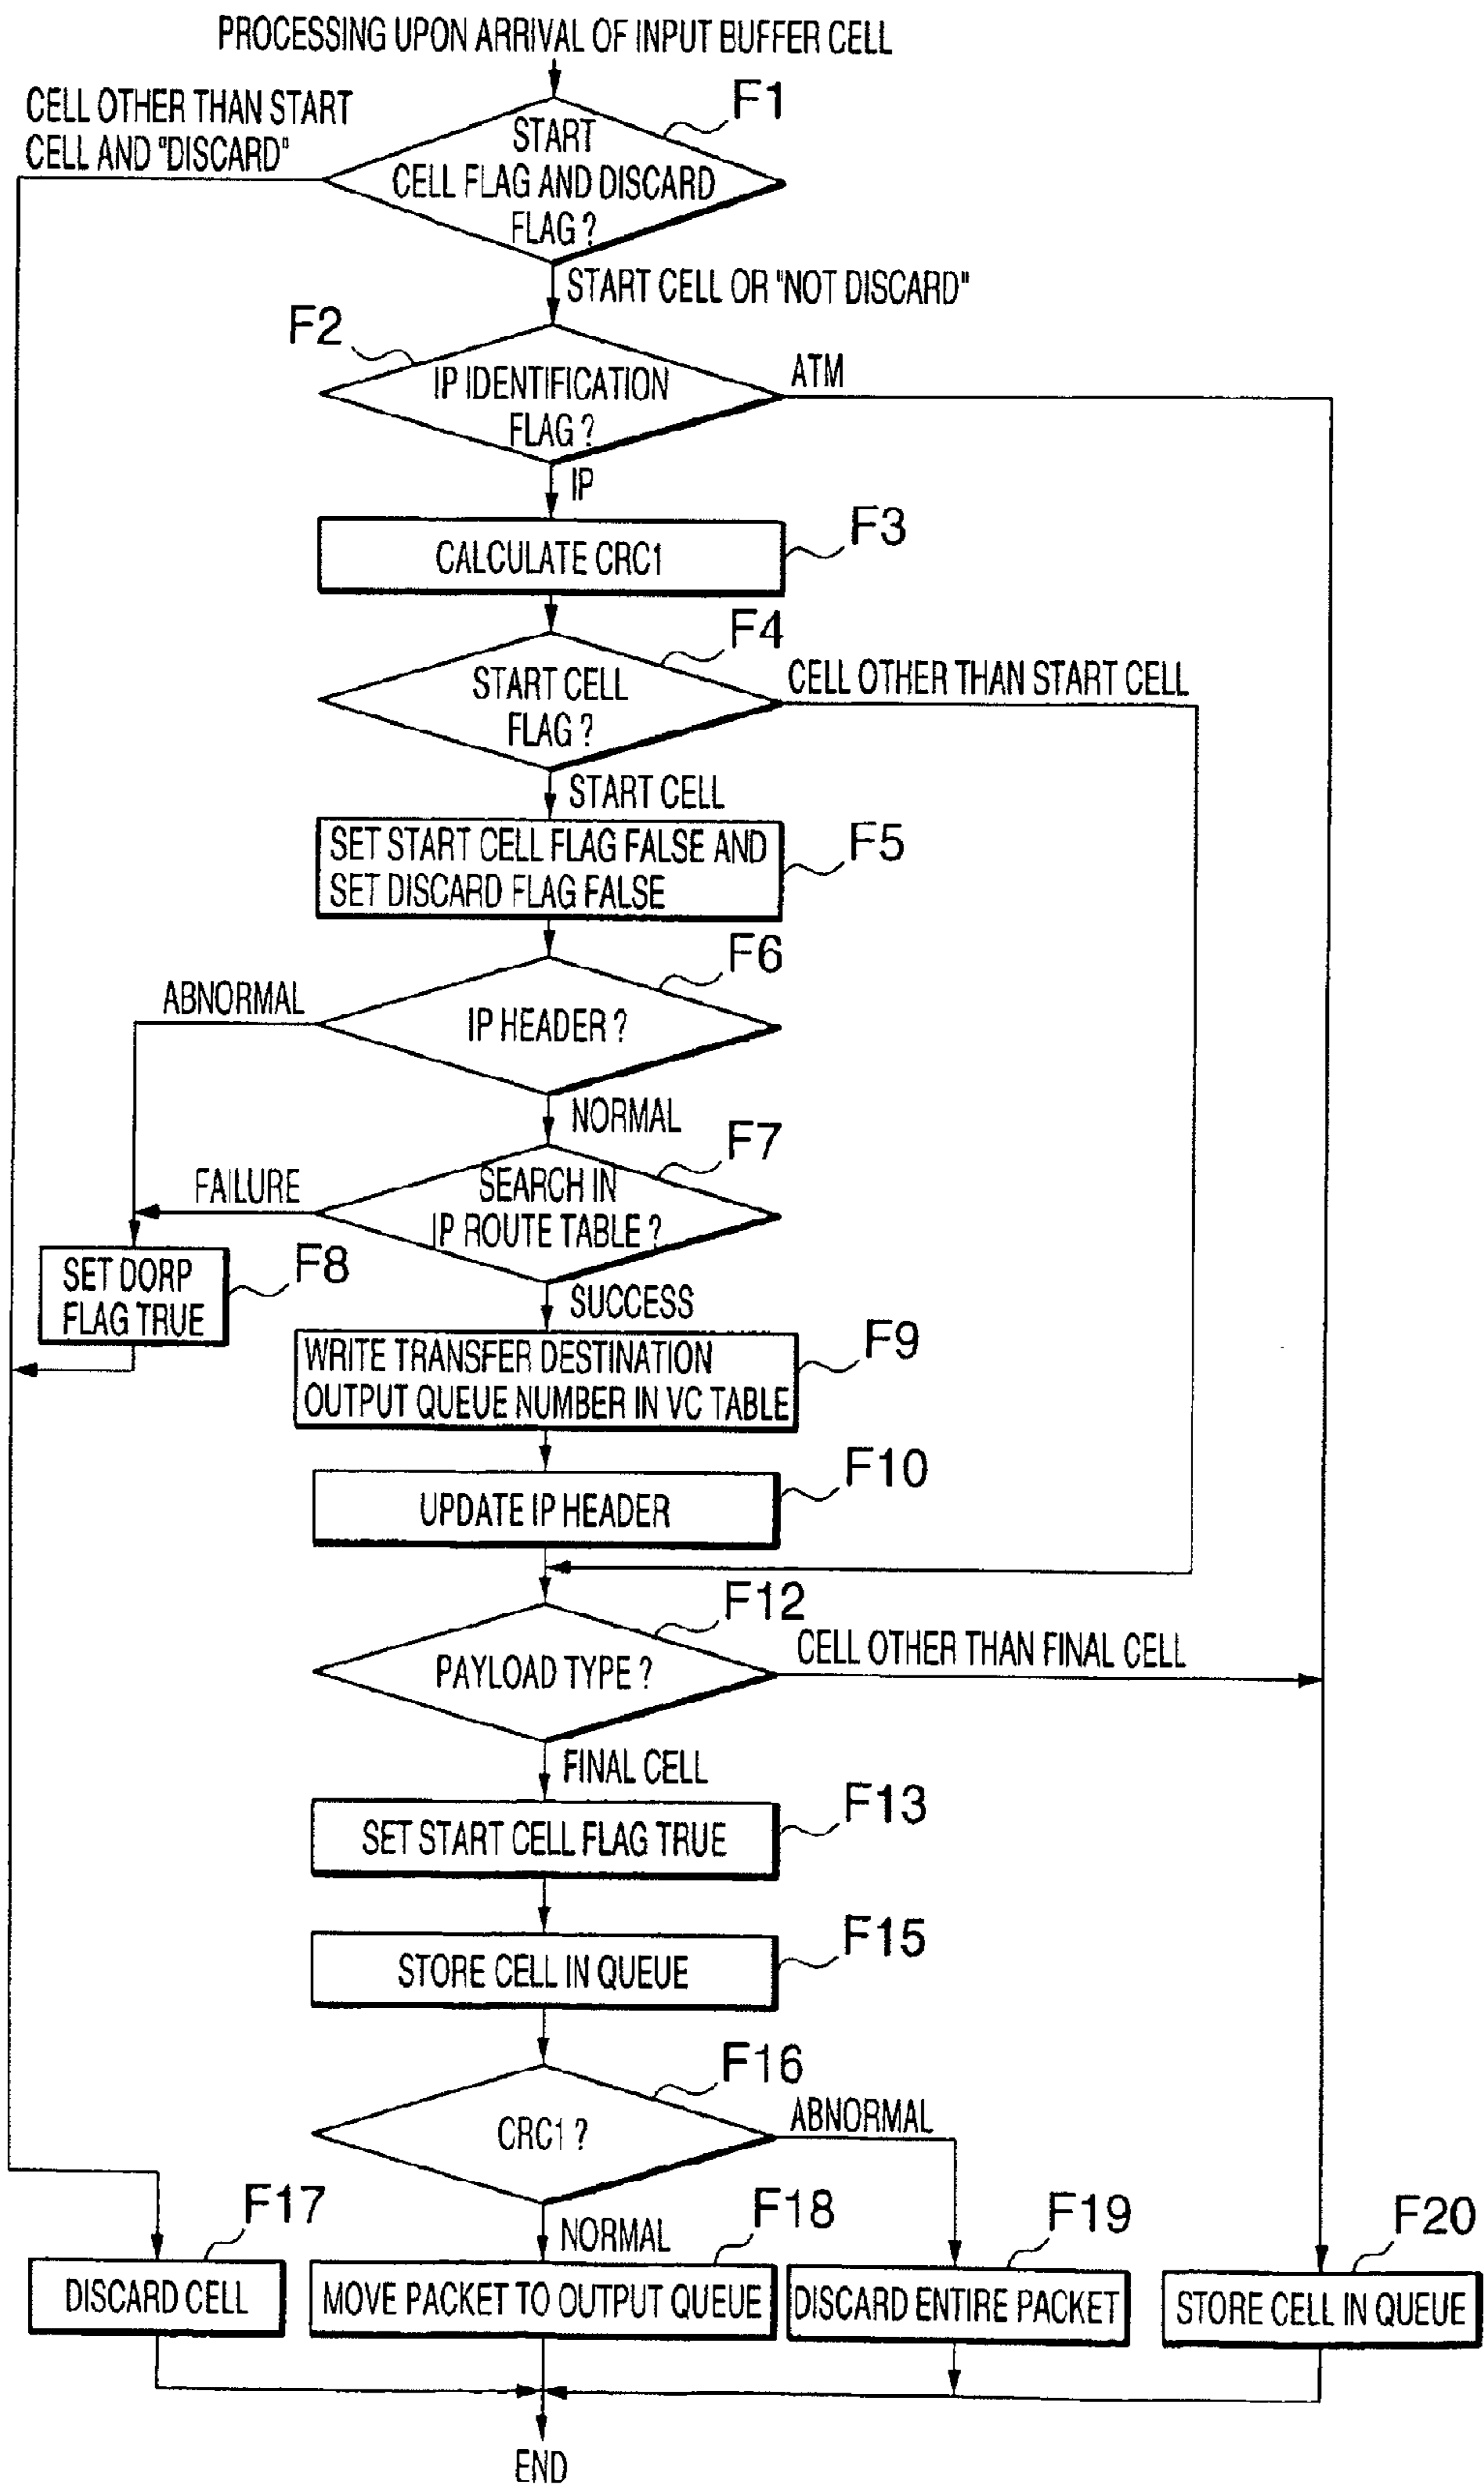 PROCESSING UPON ARRIVAL OF INPUT BUFFER CELL
CELL OTHER THAN START
CELL AND "DISCARD"
F1
START
CELL FLAG AND DISCARD
FLAG ?
START CELL OR "NOT DISCARD"
F2
IP IDENTIFICATION
FLAG ?
ATM
IP
F3
CALCULATE CRC1
F4
START CELL
FLAG ?
CELL OTHER THAN START CELL
START CELL
F5
SET START CELL FLAG FALSE AND
SET DISCARD FLAG FALSE
F6
ABNORMAL
IP HEADER ?
NORMAL
F7
FAILURE
SEARCH IN
IP ROUTE TABLE ?
F8
SET DORP
FLAG TRUE
SUCCESS
F9
WRITE TRANSFER DESTINATION
OUTPUT QUEUE NUMBER IN VC TABLE
F10
UPDATE IP HEADER
F12
PAYLOAD TYPE ?
CELL OTHER THAN FINAL CELL
FINAL CELL
F13
SET START CELL FLAG TRUE
F15
STORE CELL IN QUEUE
F16
CRC1 ?
ABNORMAL
NORMAL
F17
DISCARD CELL
F18
MOVE PACKET TO OUTPUT QUEUE
F19
DISCARD ENTIRE PACKET
F20
STORE CELL IN QUEUE
END